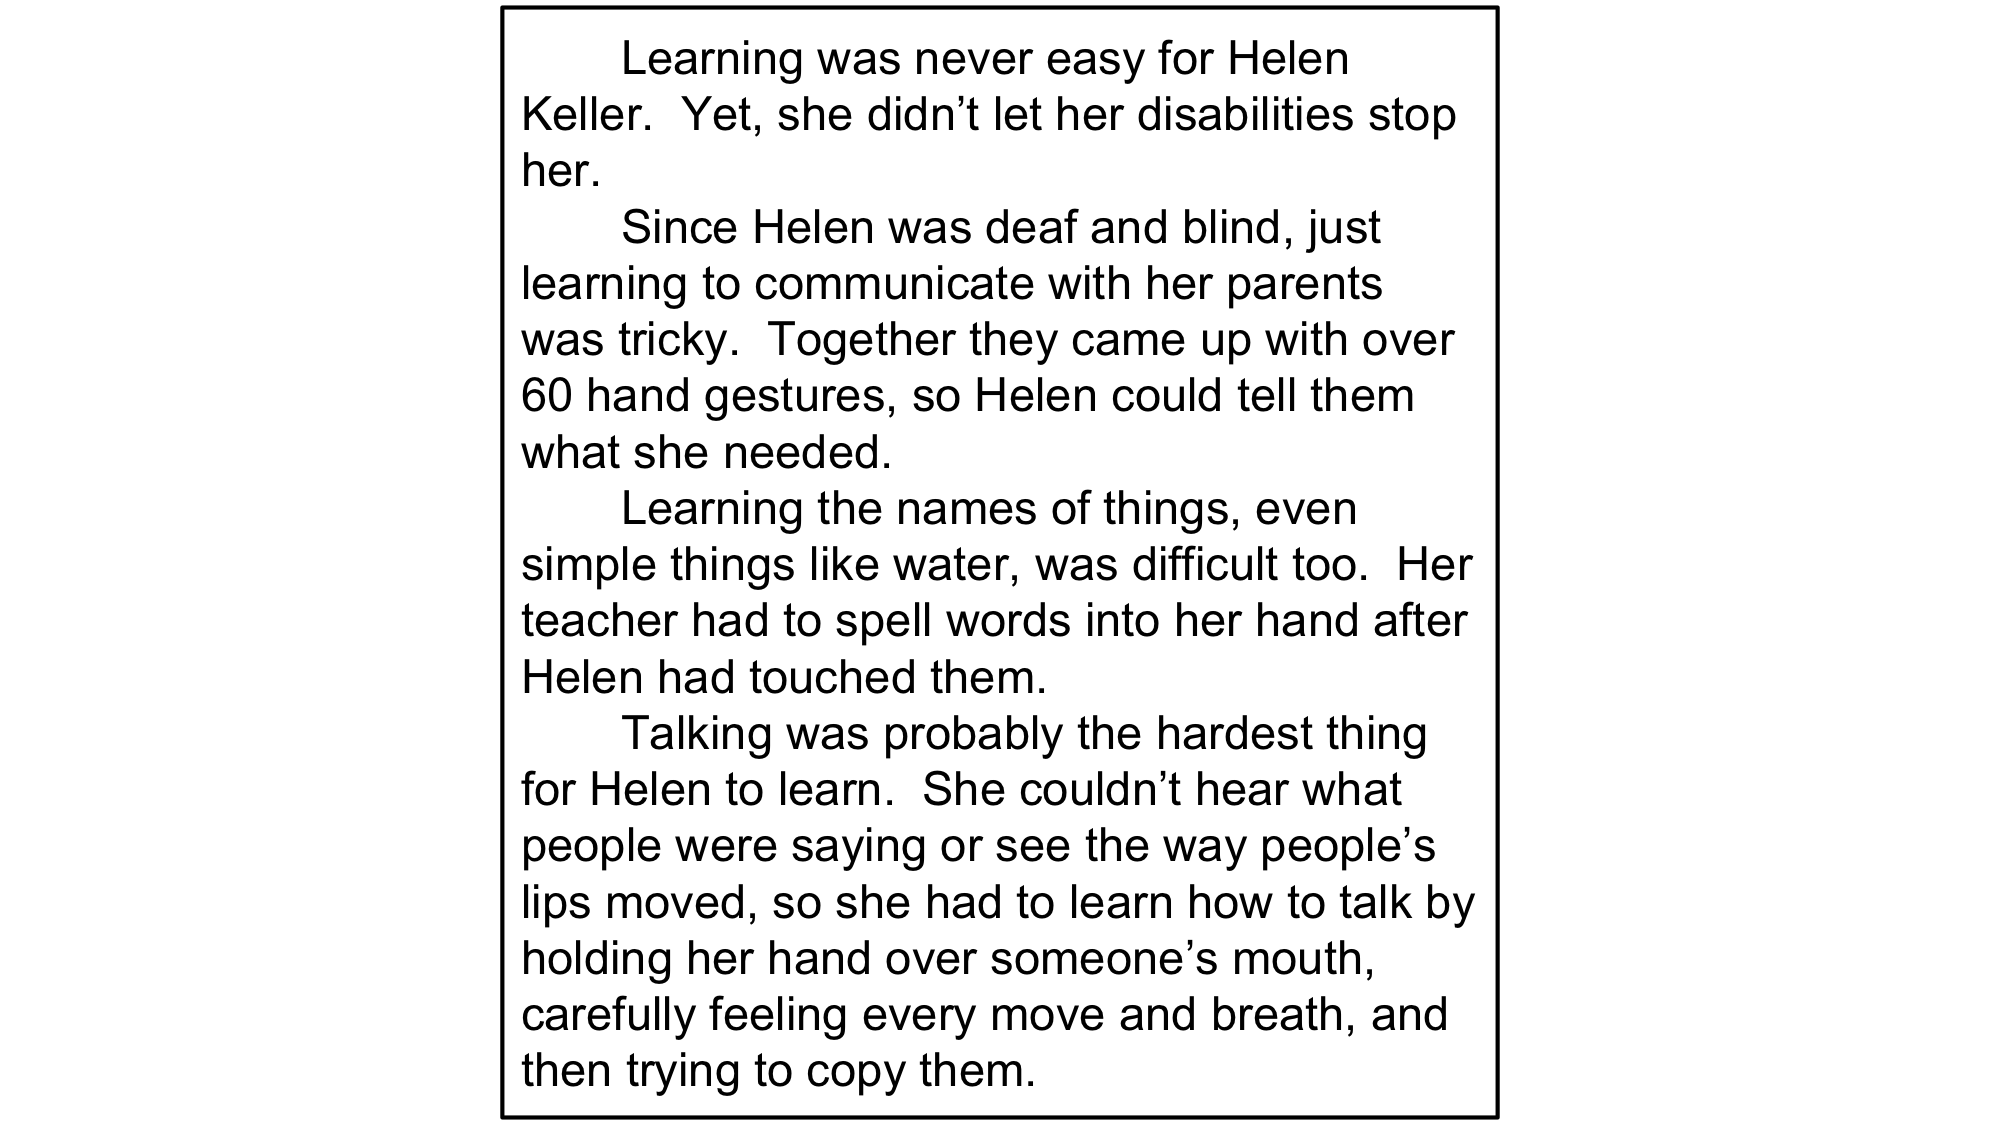 Learning was never easy for Helen
Keller.  Yet, she didn’t let her disabilities stop
her.
Since Helen was deaf and blind, just
learning to communicate with her parents
was tricky.  Together they came up with over
60 hand gestures, so Helen could tell them
what she needed.
Learning the names of things, even
simple things like water, was difficult too.  Her
teacher had to spell words into her hand after
Helen had touched them.
Talking was probably the hardest thing
for Helen to learn.  She couldn’t hear what
people were saying or see the way people’s
lips moved, so she had to learn how to talk by
holding her hand over someone’s mouth,
carefully feeling every move and breath, and
then trying to copy them.